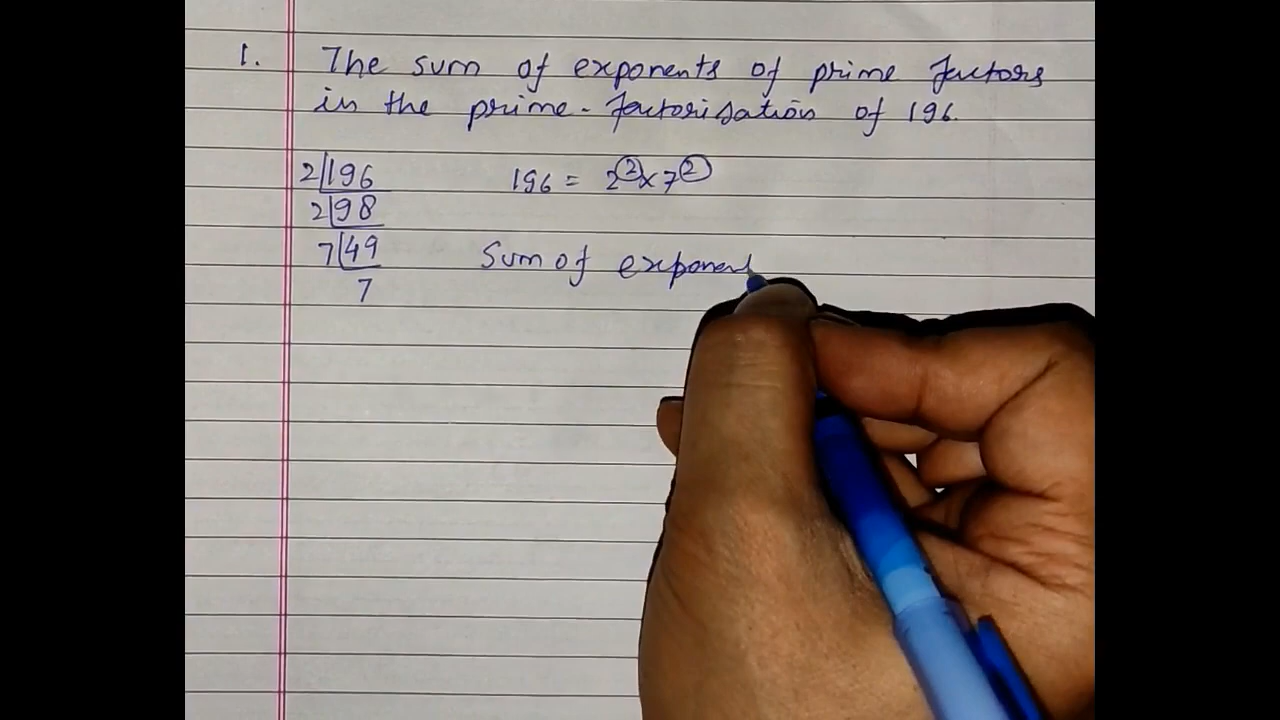 1. The sum of exponents of prime factors
in the prime-factorisation of 196.
2|196 196 = 2²x7²
2|98
7|49 Sum of exponent
7